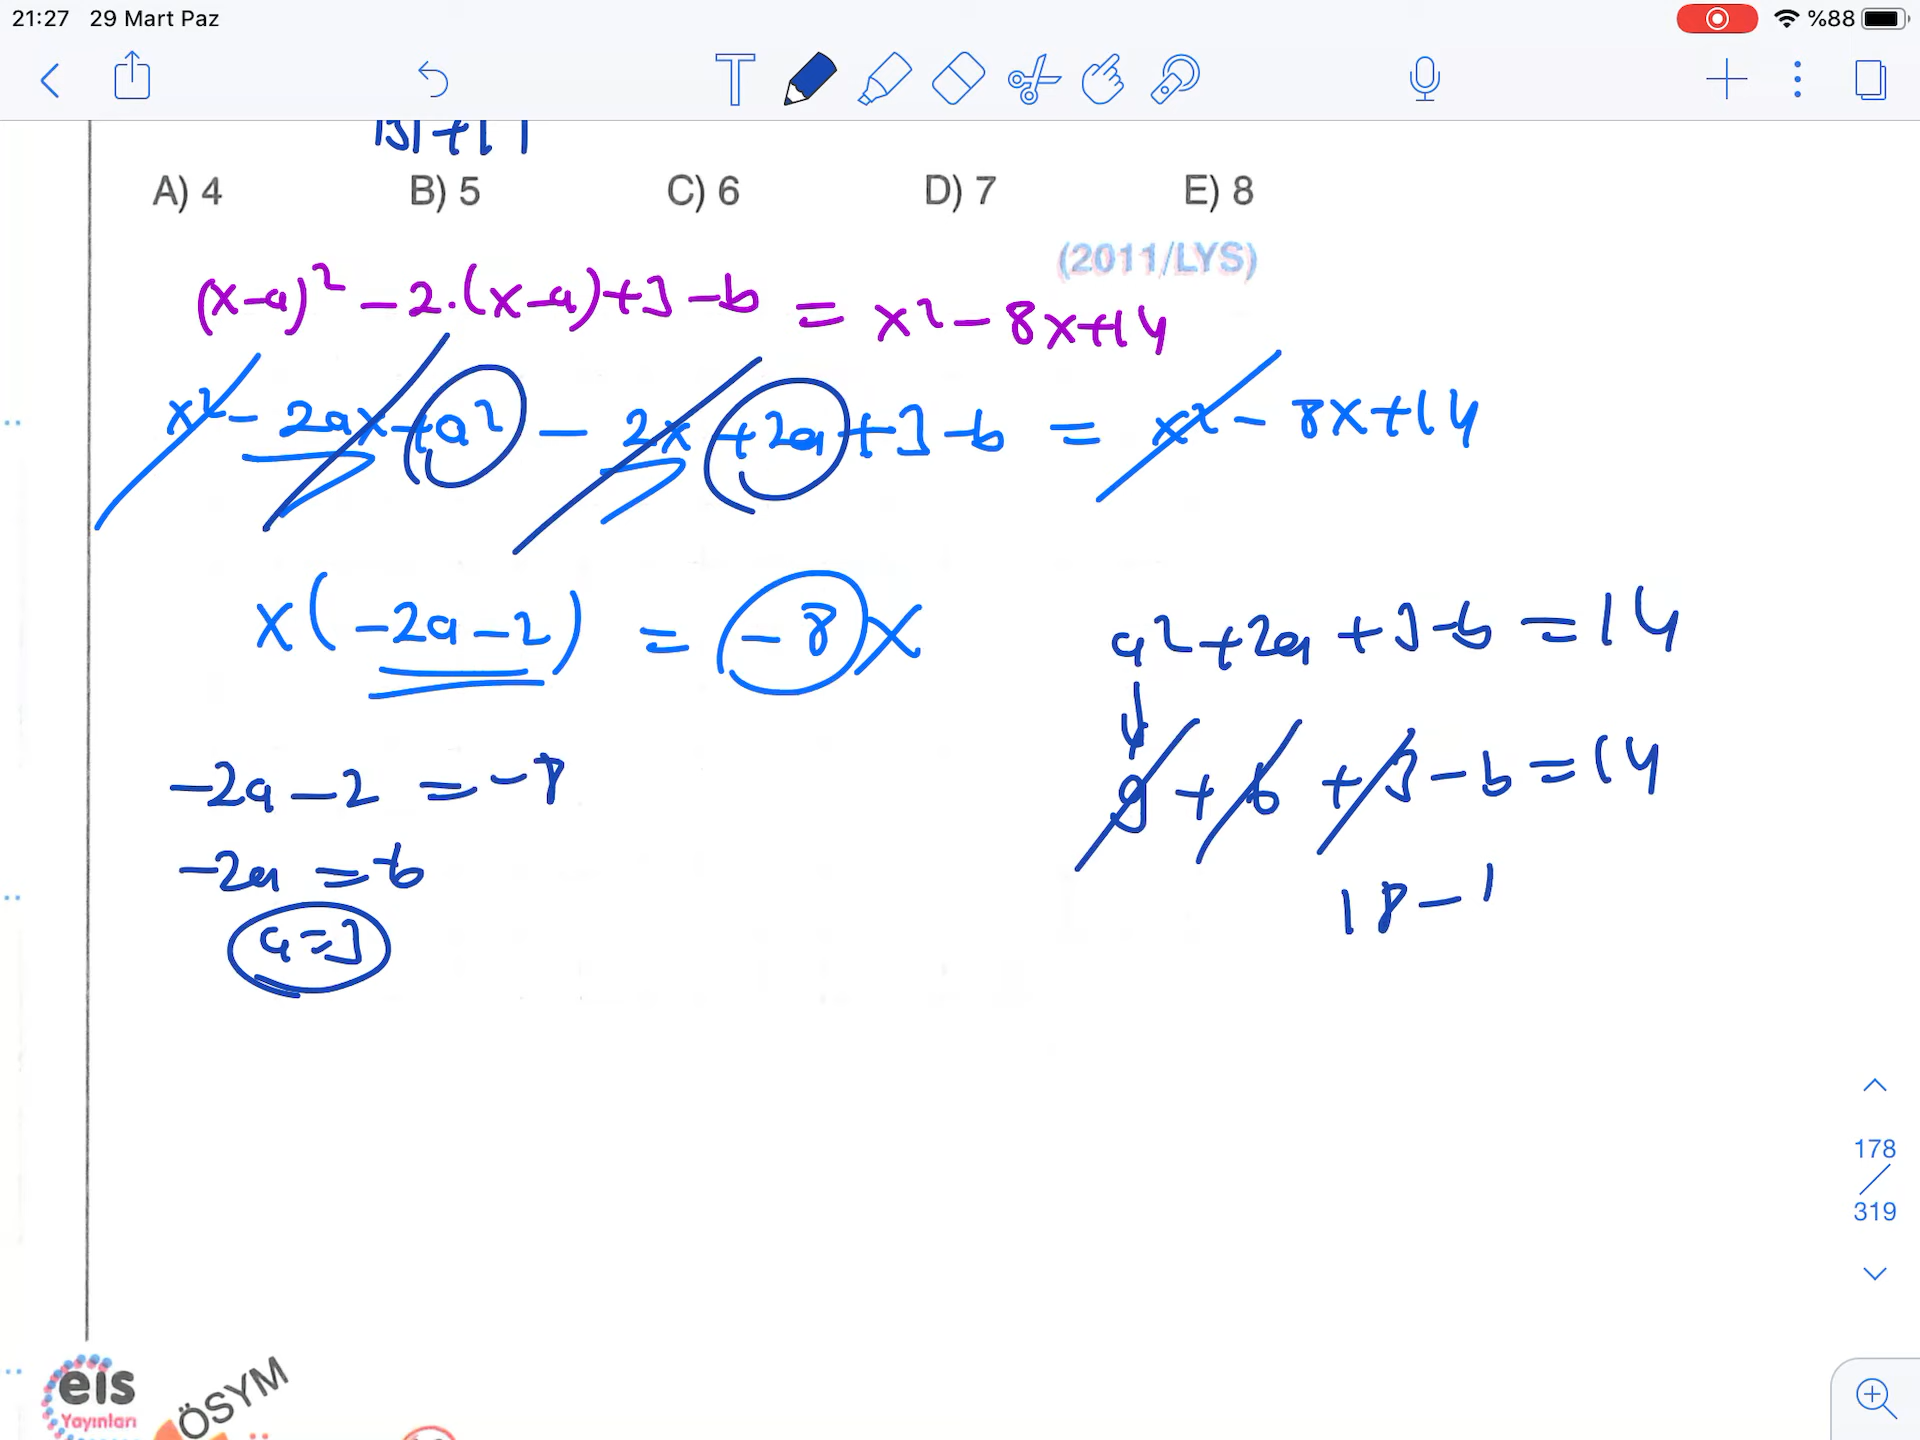 21:27 29 Mart Paz %88
|3|+|1|
A) 4 B) 5 C) 6 D) 7 E) 8
(2011/LYS)
(x-a)² - 2.(x-a)+3-b = x²-8x+14
x² - 2ax + a² - 2x + 2a + 3 - b = x² - 8x + 14
x(-2a-2) = -8x
a²+2a+3-b=14
-2a-2=-8
9+6+3-b=14
-2a=-6
18-
a=3
178
319
eis
Yayınları
ÖSYM